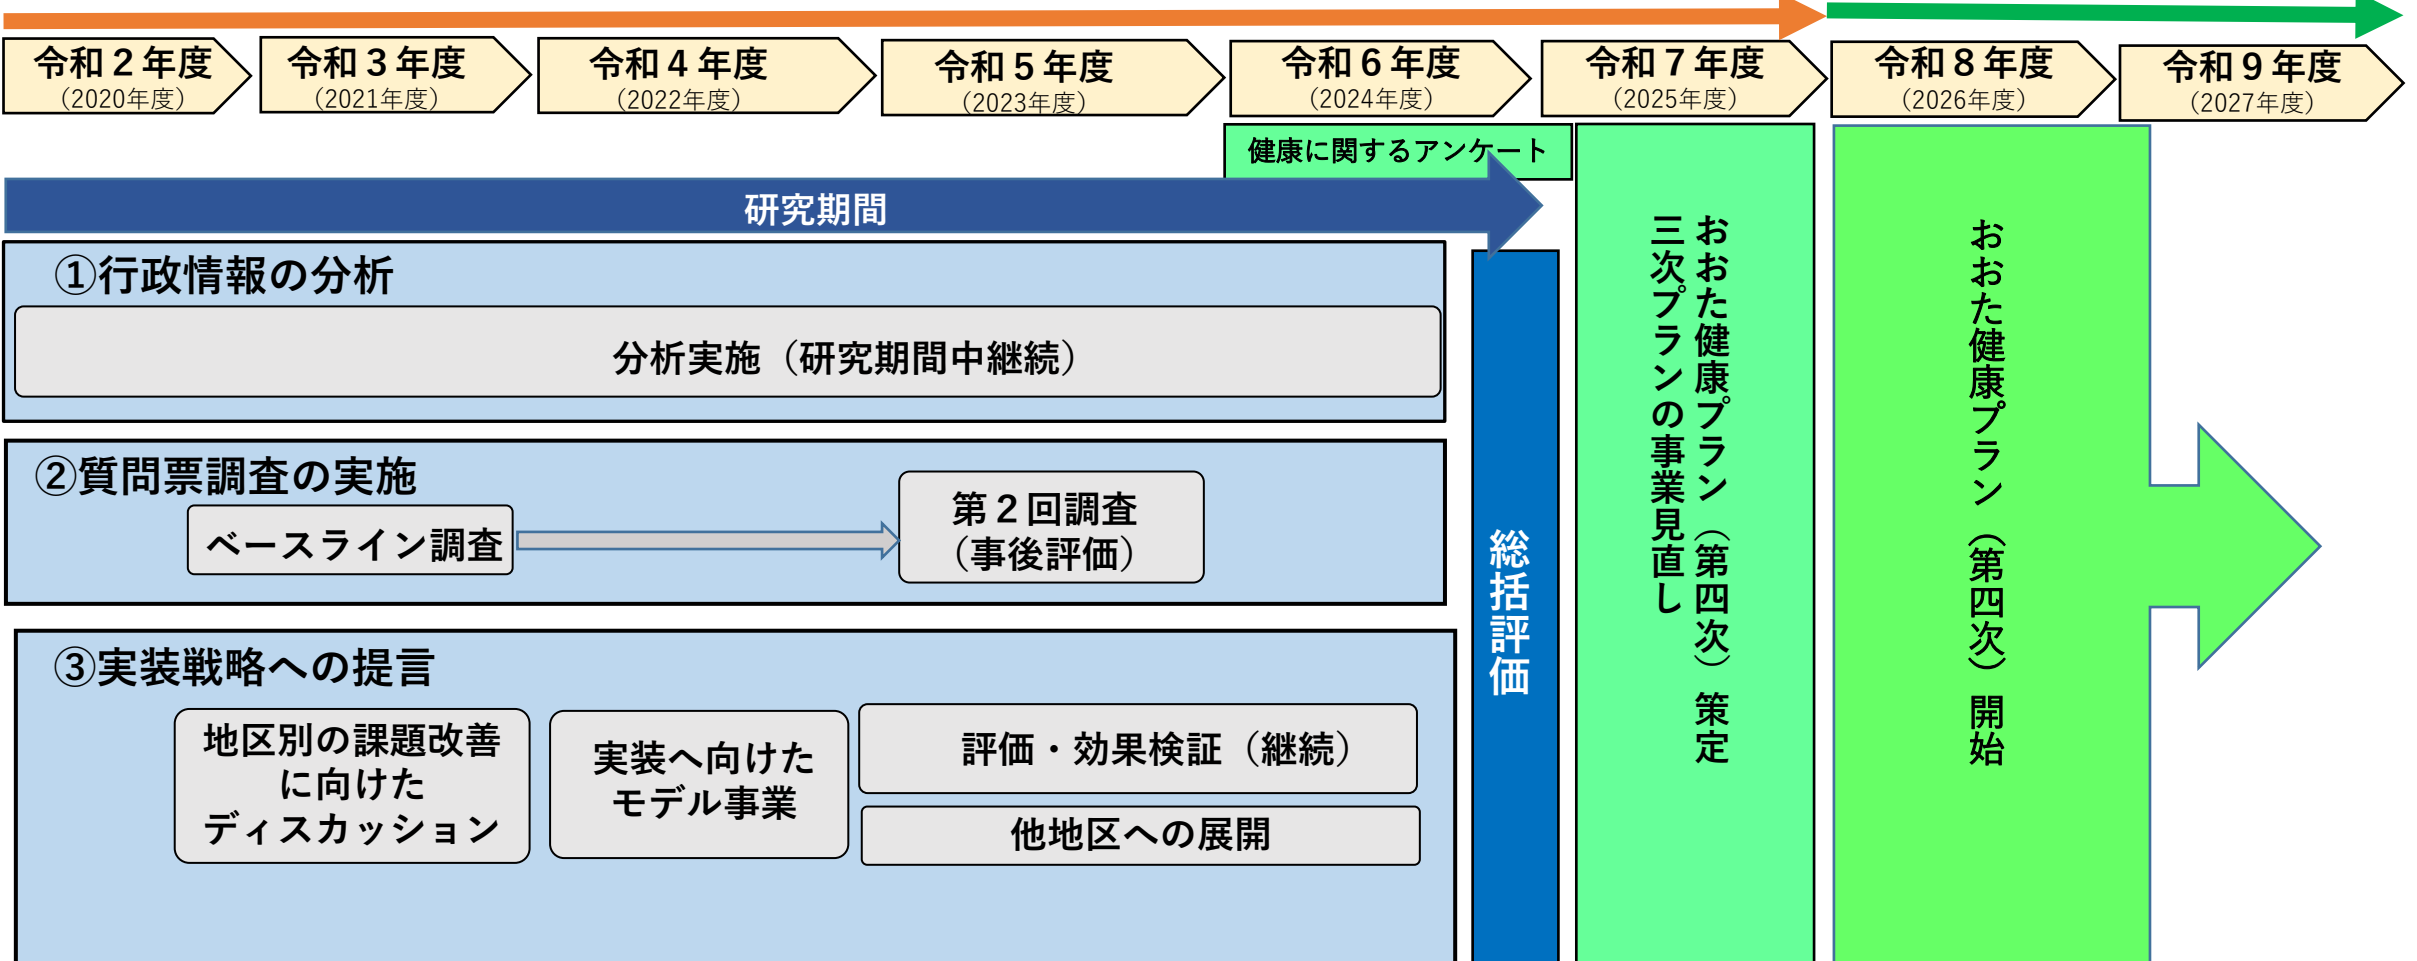 令和２年度
（2020年度）
令和３年度
（2021年度）
令和４年度
（2022年度）
令和５年度
（2023年度）
令和６年度
（2024年度）
令和７年度
（2025年度）
令和８年度
（2026年度）
令和９年度
（2027年度）
健康に関するアンケート
研究期間
①行政情報の分析
分析実施（研究期間中継続）
②質問票調査の実施
ベースライン調査
第２回調査
（事後評価）
③実装戦略への提言
地区別の課題改善
に向けた
ディスカッション
実装へ向けた
モデル事業
評価・効果検証（継続）
他地区への展開
総括評価
おおた健康プラン（第四次）策定
三次プランの事業見直し
おおた健康プラン（第四次）開始